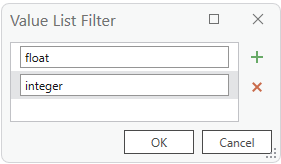 Value List Filter
float
integer
OK
Cancel